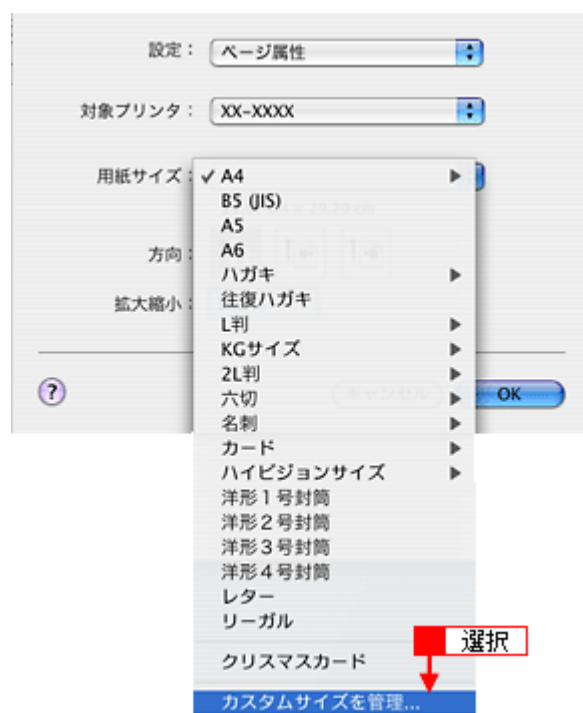 設定： ページ属性
対象プリンタ： XX-XXXX
用紙サイズ： ✓ A4
B5 (JIS)
A5
A6
方向：
ハガキ
往復ハガキ
拡大縮小：
L判
KGサイズ
2L判
六切
? キャンセル OK
名刺
カード
ハイビジョンサイズ
洋形1号封筒
洋形2号封筒
洋形3号封筒
洋形4号封筒
レター
リーガル
選択
クリスマスカード
カスタムサイズを管理...